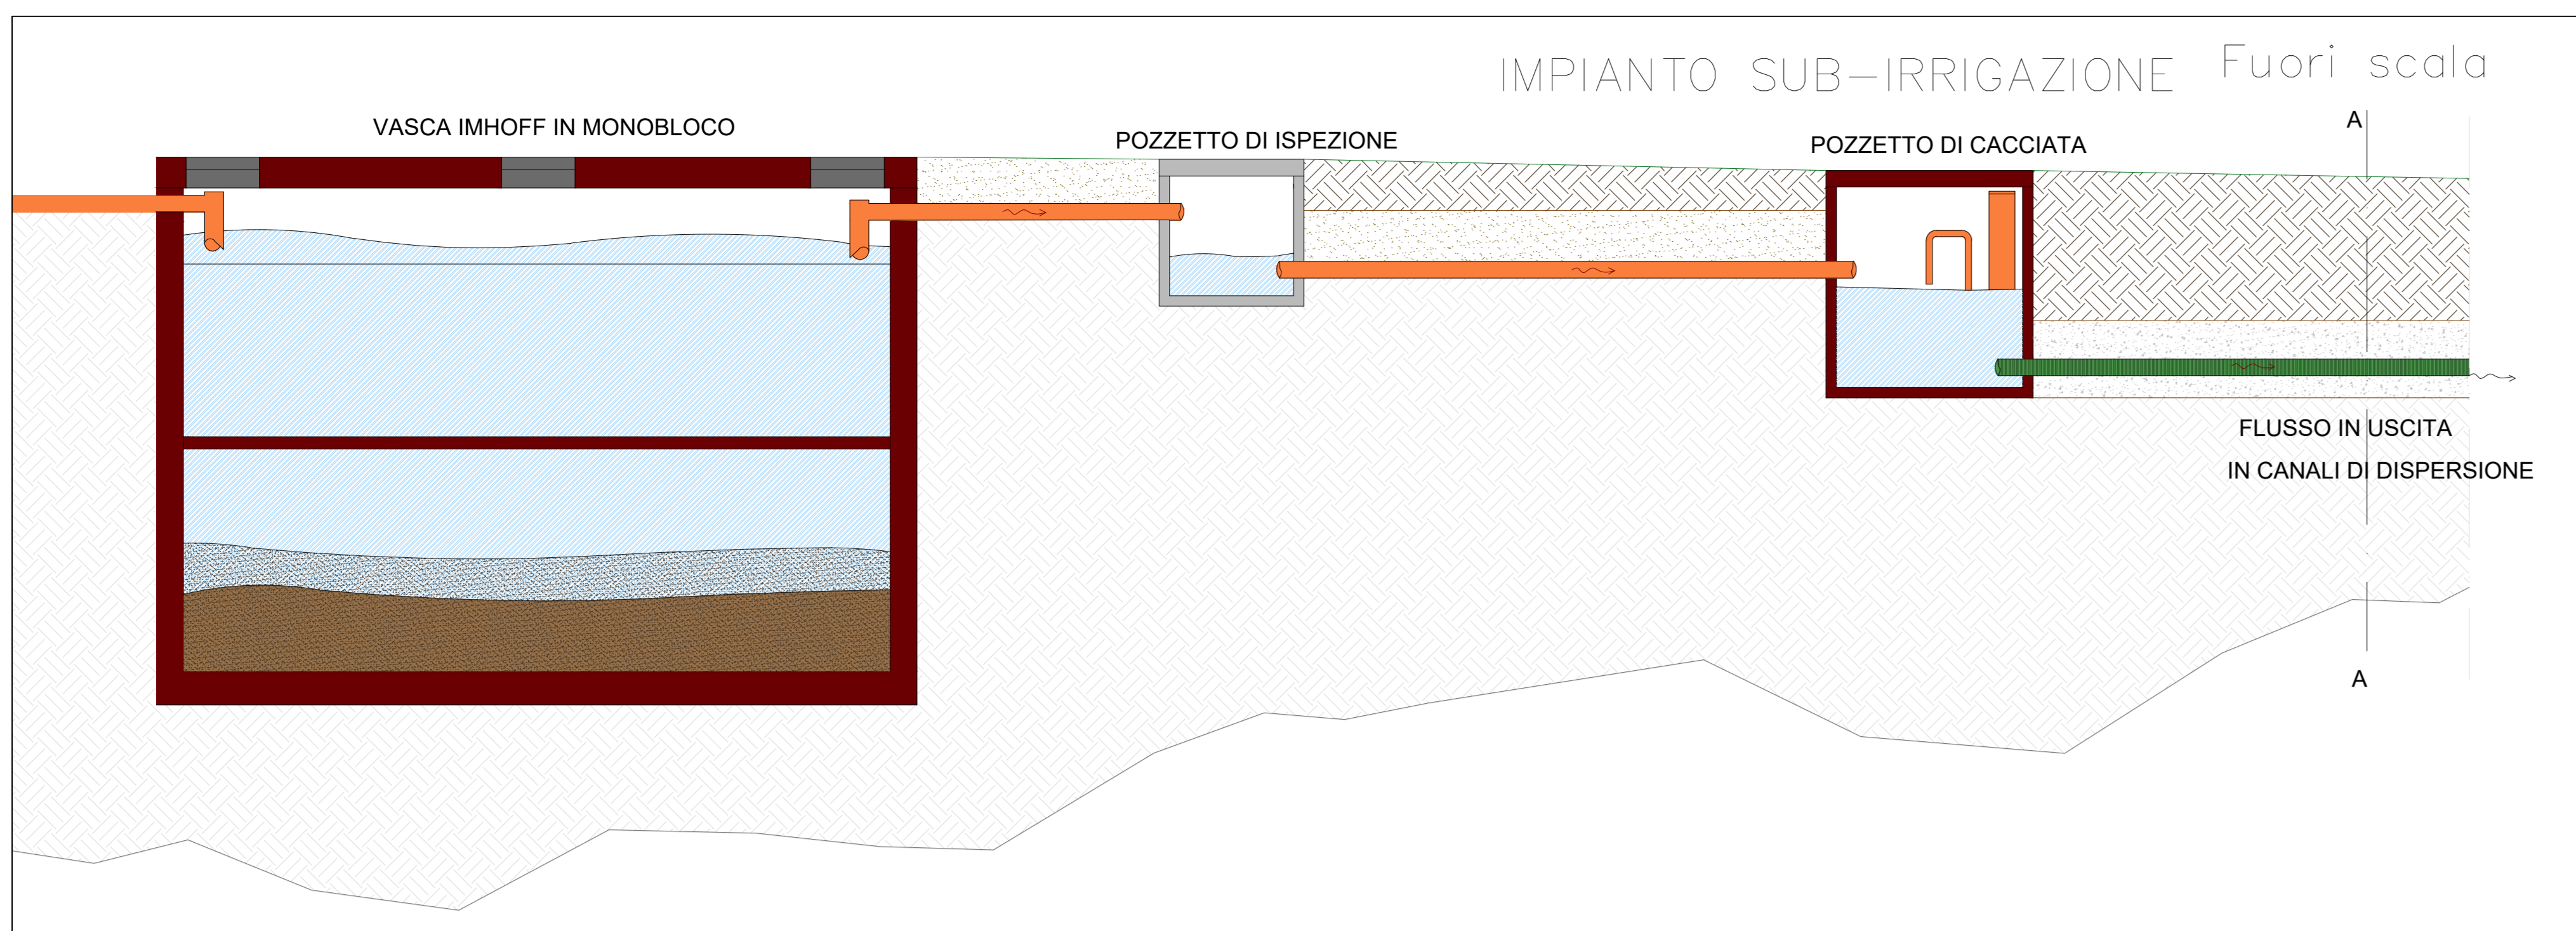 IMPIANTO SUB-IRRIGAZIONE Fuori scala
VASCA IMHOFF IN MONOBLOCO
POZZETTO DI ISPEZIONE
POZZETTO DI CACCIATA
A
FLUSSO IN USCITA
IN CANALI DI DISPERSIONE
A